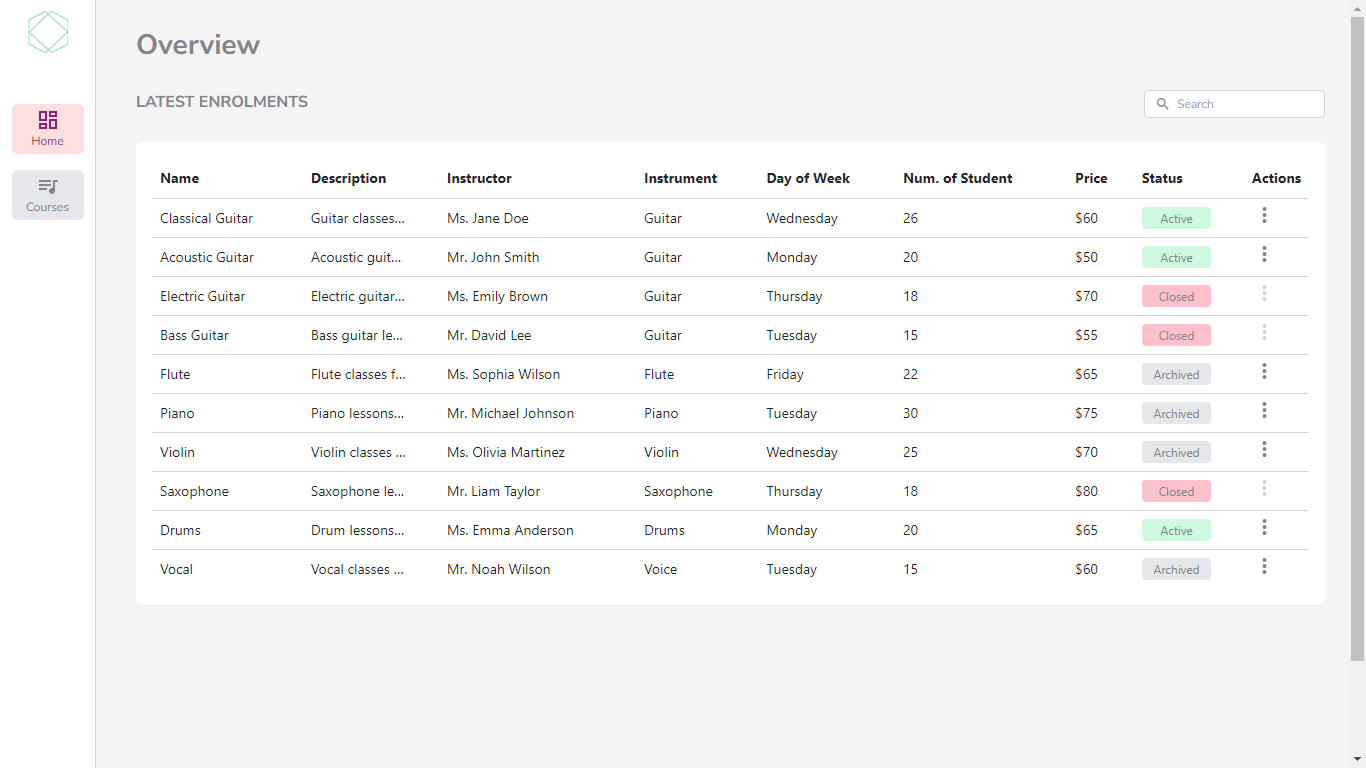 Overview
LATEST ENROLMENTS
Search
Home
Courses
Name Description Instructor Instrument Day of Week Num. of Student Price Status Actions
Classical Guitar Guitar classes... Ms. Jane Doe Guitar Wednesday 26 $60 Active
Acoustic Guitar Acoustic guit... Mr. John Smith Guitar Monday 20 $50 Active
Electric Guitar Electric guitar... Ms. Emily Brown Guitar Thursday 18 $70 Closed
Bass Guitar Bass guitar le... Mr. David Lee Guitar Tuesday 15 $55 Closed
Flute Flute classes f... Ms. Sophia Wilson Flute Friday 22 $65 Archived
Piano Piano lessons... Mr. Michael Johnson Piano Tuesday 30 $75 Archived
Violin Violin classes ... Ms. Olivia Martinez Violin Wednesday 25 $70 Archived
Saxophone Saxophone le... Mr. Liam Taylor Saxophone Thursday 18 $80 Closed
Drums Drum lessons... Ms. Emma Anderson Drums Monday 20 $65 Active
Vocal Vocal classes ... Mr. Noah Wilson Voice Tuesday 15 $60 Archived